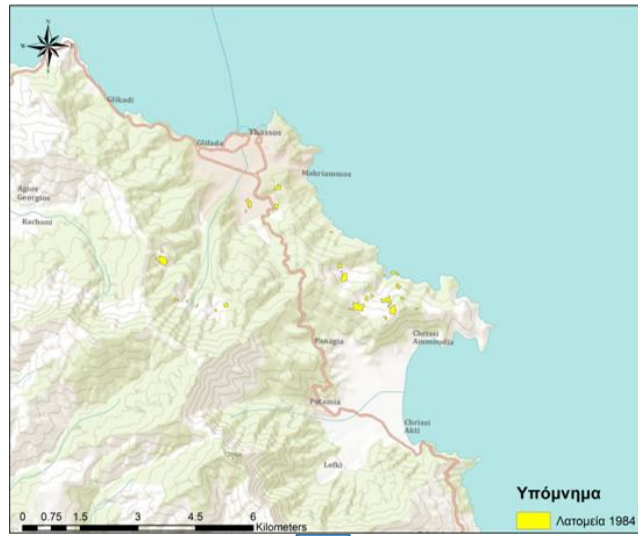 N
W
E
S
Glikadi
Glifada
Thassos
Makriammos
Agios
Georgios
Rachoni
Panagia
Chrissi
Ammoudia
Potamia
Chrissi
Akti
Lefki
Υπόμνημα
Λατομεία 1984
0 0.75 1.5 3 4.5 6
Kilometers